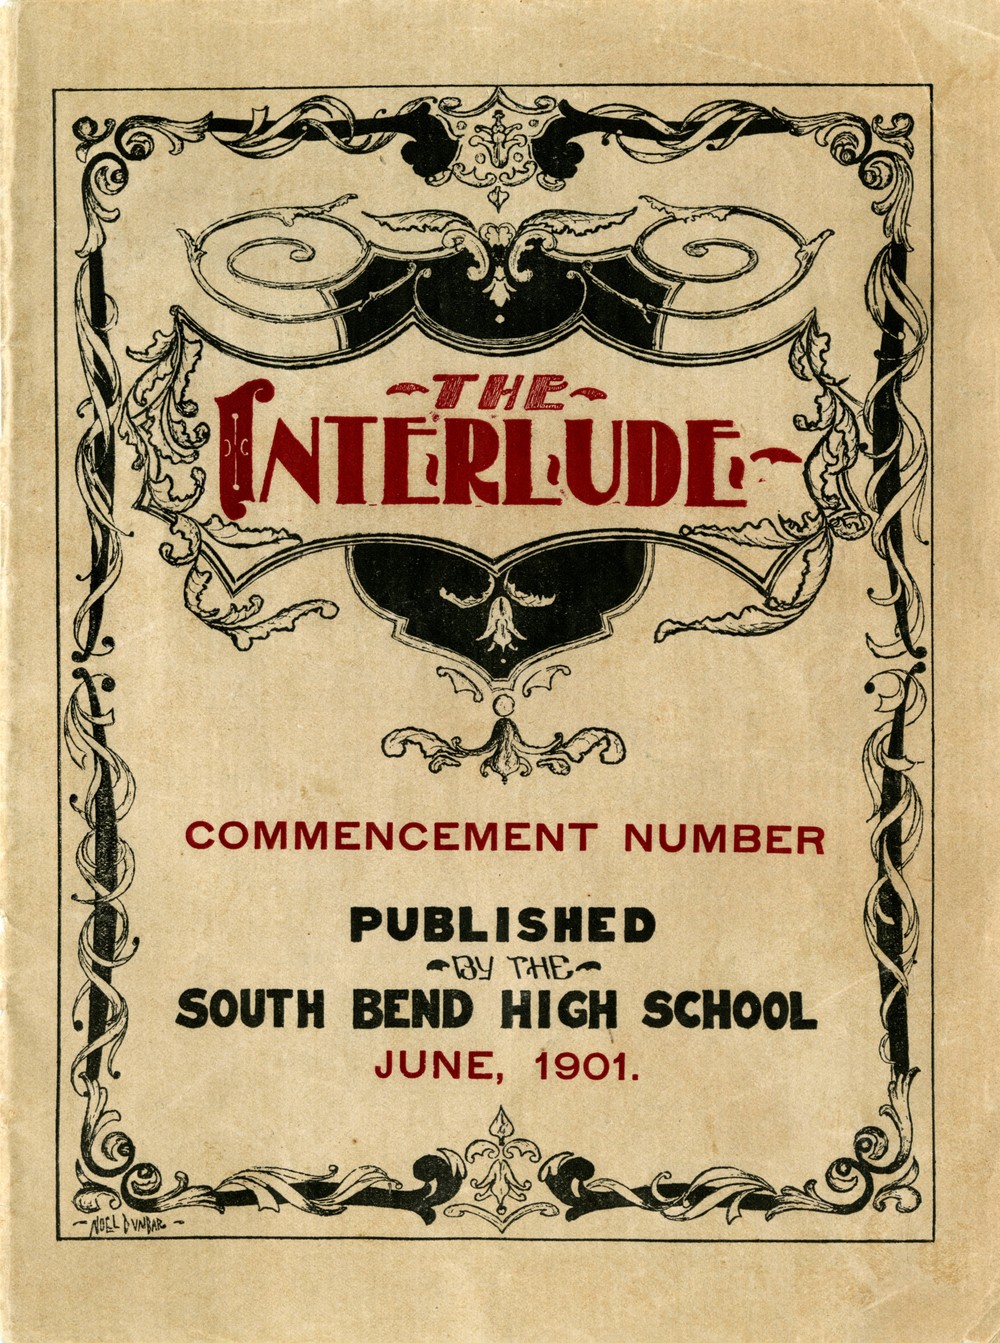 THE
INTERLUDE
COMMENCEMENT NUMBER
PUBLISHED
BY THE
SOUTH BEND HIGH SCHOOL
JUNE, 1901.
NOEL DUNBAR